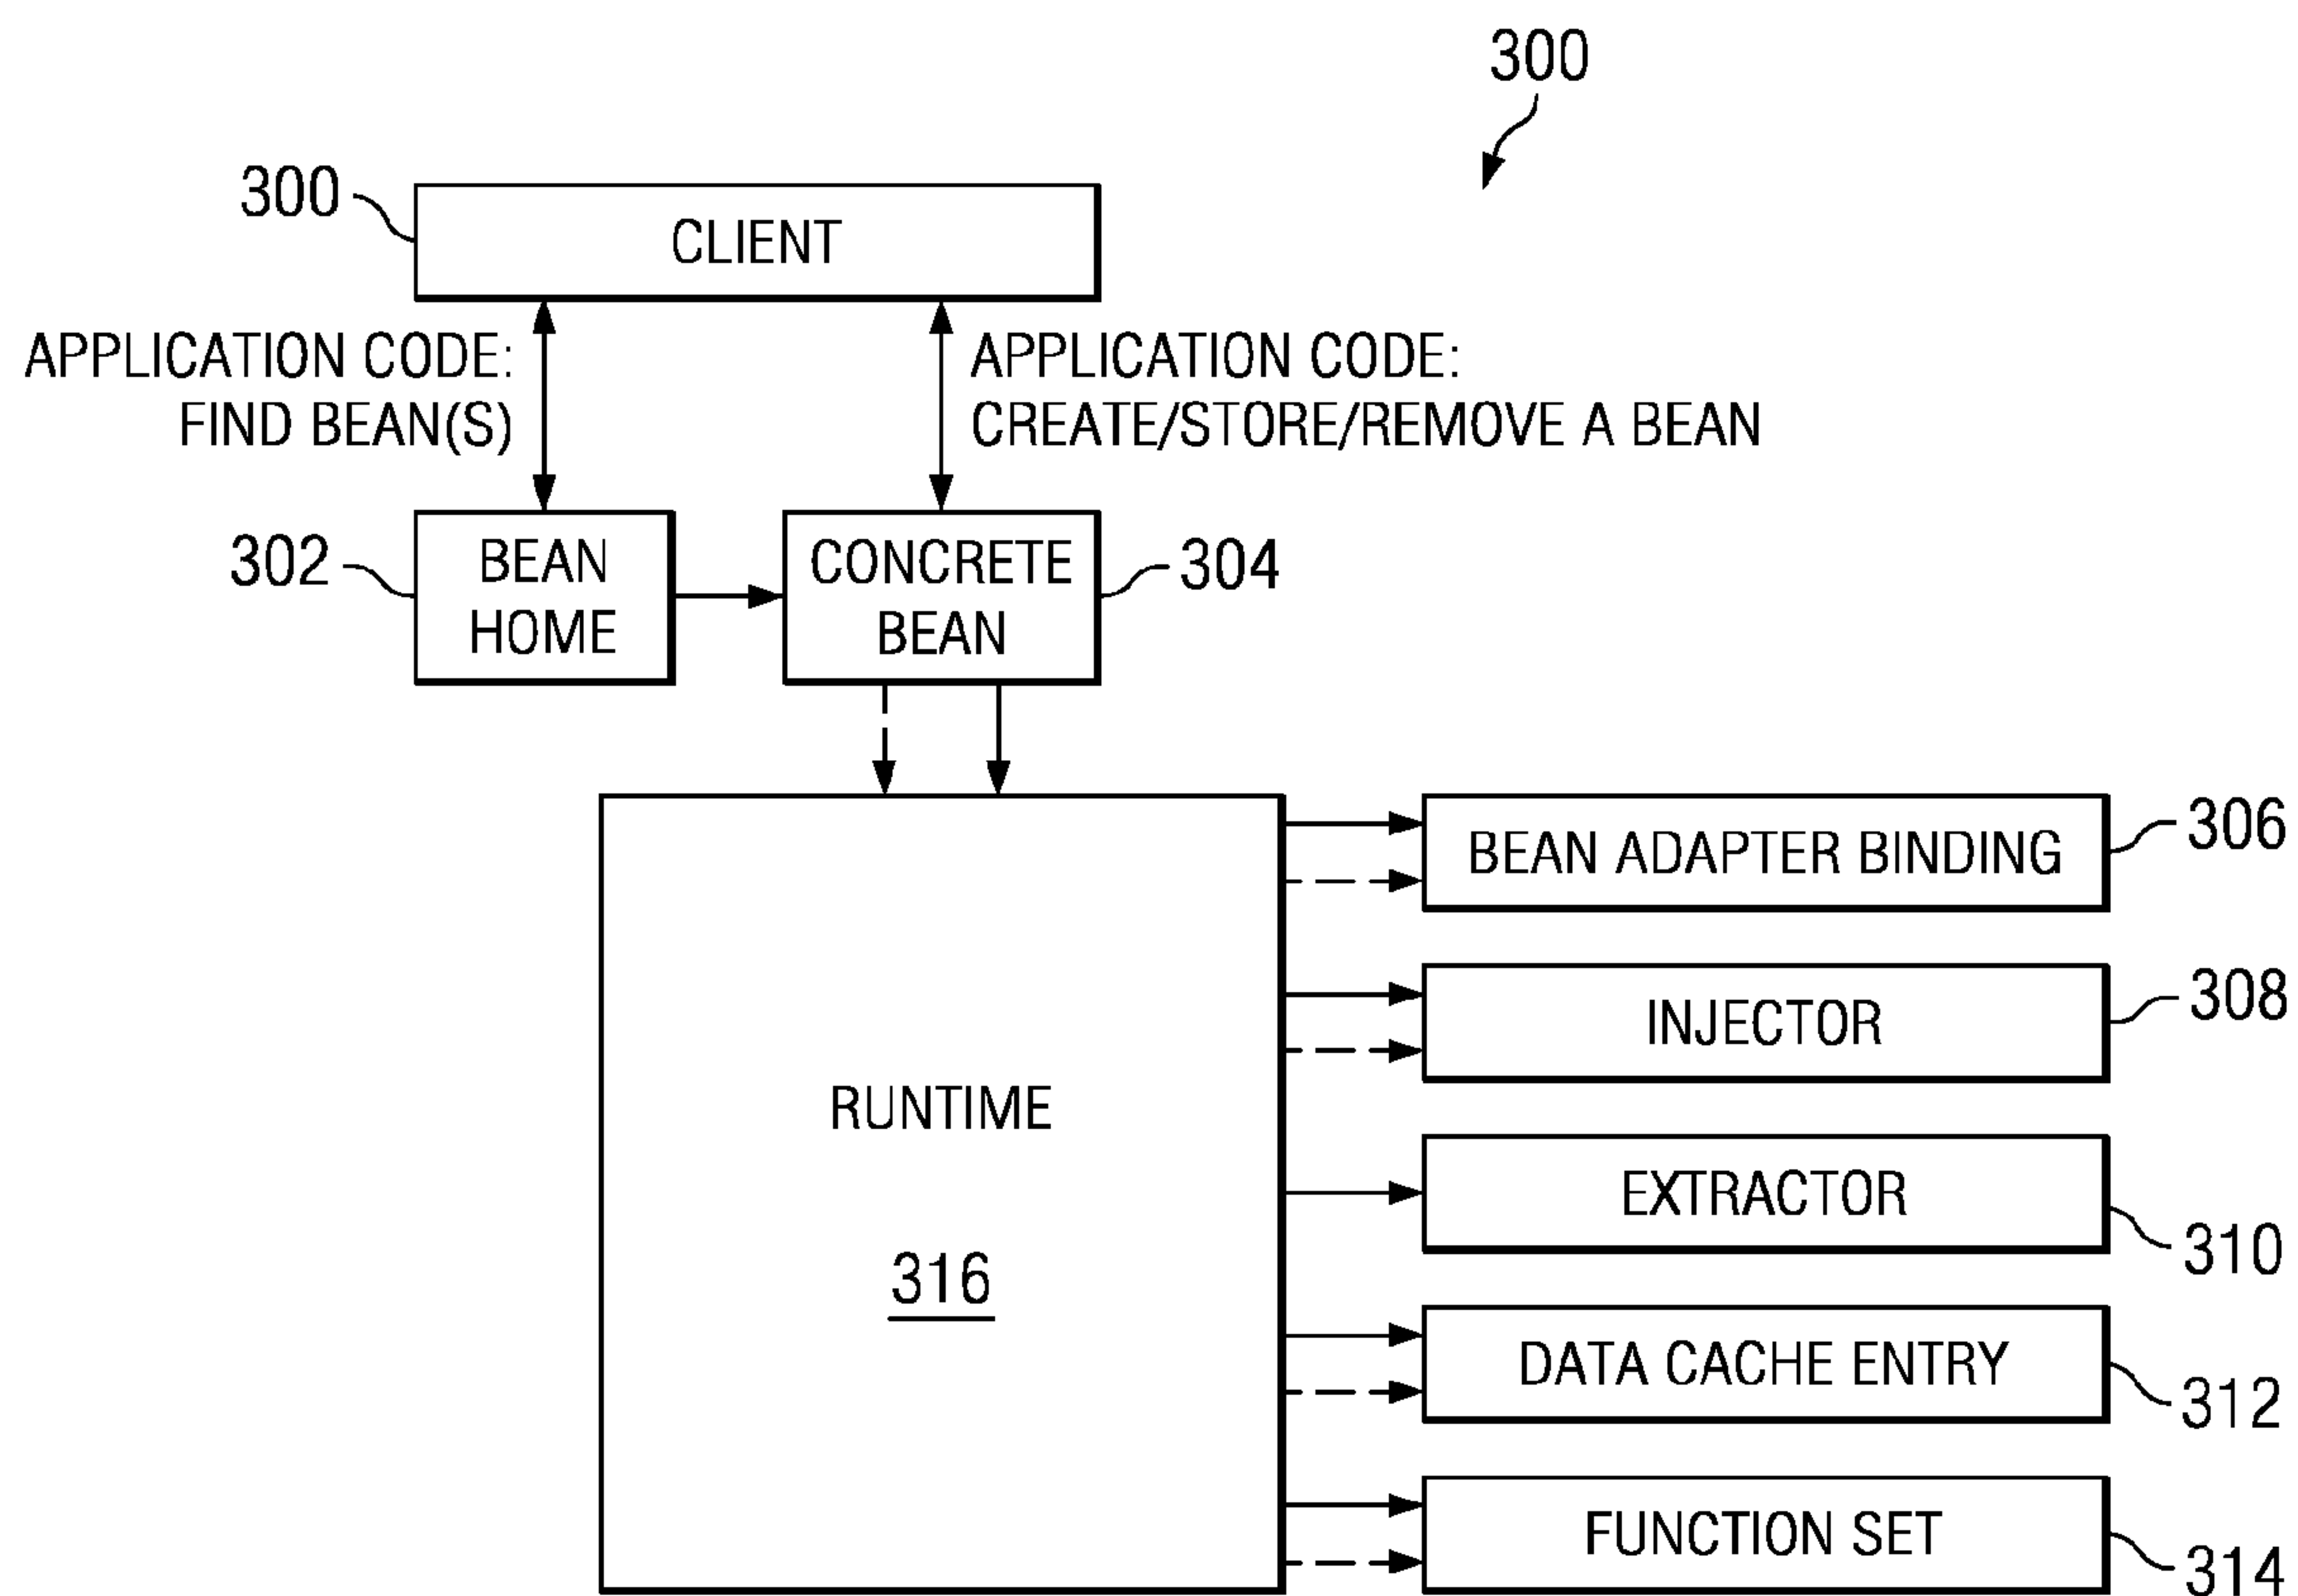 300
300
CLIENT
APPLICATION CODE:
FIND BEAN(S)
APPLICATION CODE:
CREATE/STORE/REMOVE A BEAN
302
BEAN
HOME
CONCRETE
BEAN
304
RUNTIME
316
BEAN ADAPTER BINDING
306
INJECTOR
308
EXTRACTOR
310
DATA CACHE ENTRY
312
FUNCTION SET
314